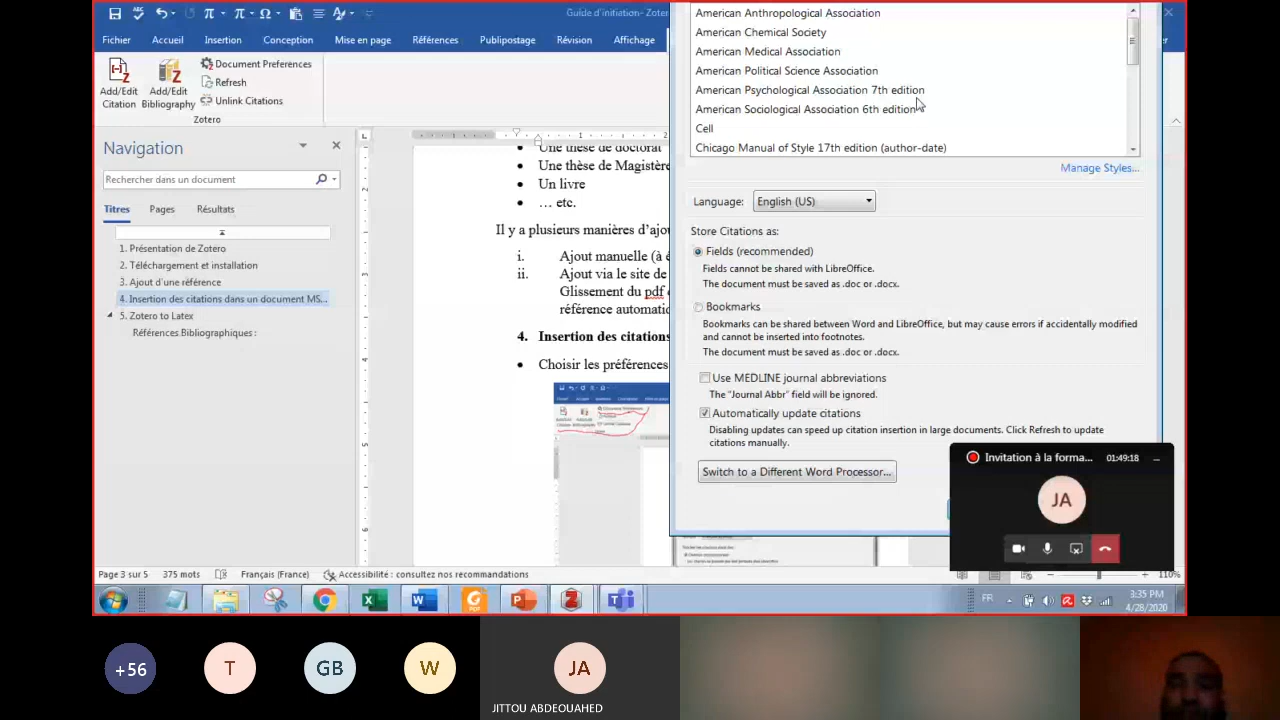 Guide d'initiation- Zoter
Fichier Accueil Insertion Conception Mise en page Références Publipostage Révision Affichage
Add/Edit Citation
Add/Edit Bibliography
Document Preferences
Refresh
Unlink Citations
Zotero
Navigation
Rechercher dans un document
Titres Pages Résultats
1. Présentation de Zotero
2. Téléchargement et installation
3. Ajout d'une référence
4. Insertion des citations dans un document MS...
5. Zotero to Latex
Références Bibliographiques :
L
1 2
• Une thèse de doctorat
• Une thèse de Magistère
• Un livre
• … etc.
Il y a plusieurs manières d'ajou
i. Ajout manuelle (à
ii. Ajout via le site de
Glissement du pdf
référence automati
4. Insertion des citations
• Choisir les préférences
American Anthropological Association
American Chemical Society
American Medical Association
American Political Science Association
American Psychological Association 7th edition
American Sociological Association 6th edition
Cell
Chicago Manual of Style 17th edition (author-date)
Manage Styles...
Language: English (US)
Store Citations as:
Fields (recommended)
Fields cannot be shared with LibreOffice.
The document must be saved as .doc or .docx.
Bookmarks
Bookmarks can be shared between Word and LibreOffice, but may cause errors if accidentally modified
and cannot be inserted into footnotes.
The document must be saved as .doc or .docx.
Use MEDLINE journal abbreviations
The "Journal Abbr" field will be ignored.
Automatically update citations
Disabling updates can speed up citation insertion in large documents. Click Refresh to update
citations manually.
Switch to a Different Word Processor...
Invitation à la forma... 01:49:18
JA
Page 3 sur 5 375 mots Français (France) Accessibilité : consultez nos recommandations
110%
FR
3:35 PM
4/28/2020
+56 T GB W JA
JITTOU ABDEOUAHED